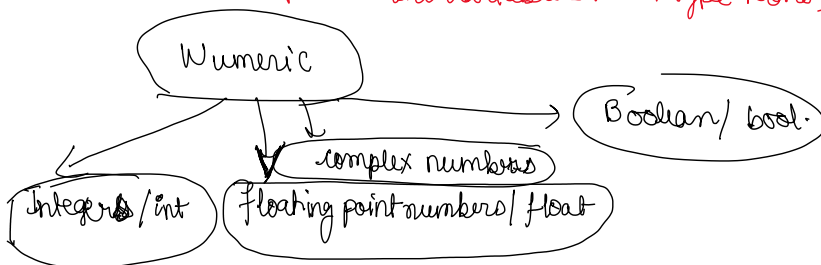 Numeric
Boolean/ bool.
complex numbers
Integers/int
floating point numbers/ float